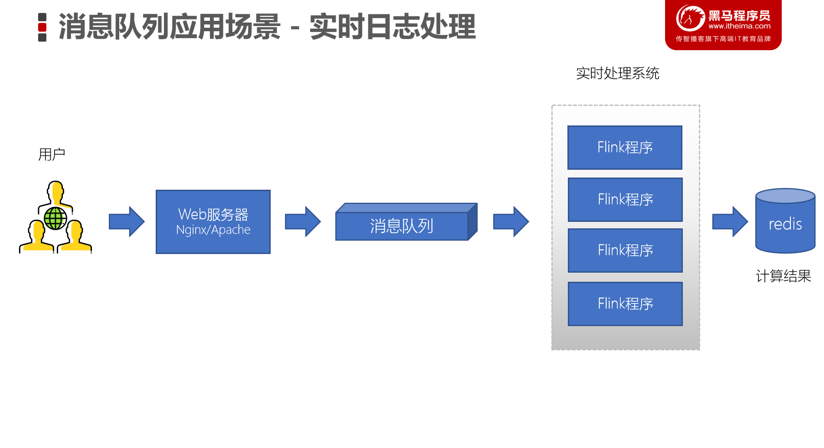 消息队列应用场景 - 实时日志处理
黑马程序员
www.itheima.com
传智播客旗下高端IT教育品牌
实时处理系统
用户
Web服务器
Nginx/Apache
消息队列
Flink程序
Flink程序
Flink程序
Flink程序
redis
计算结果